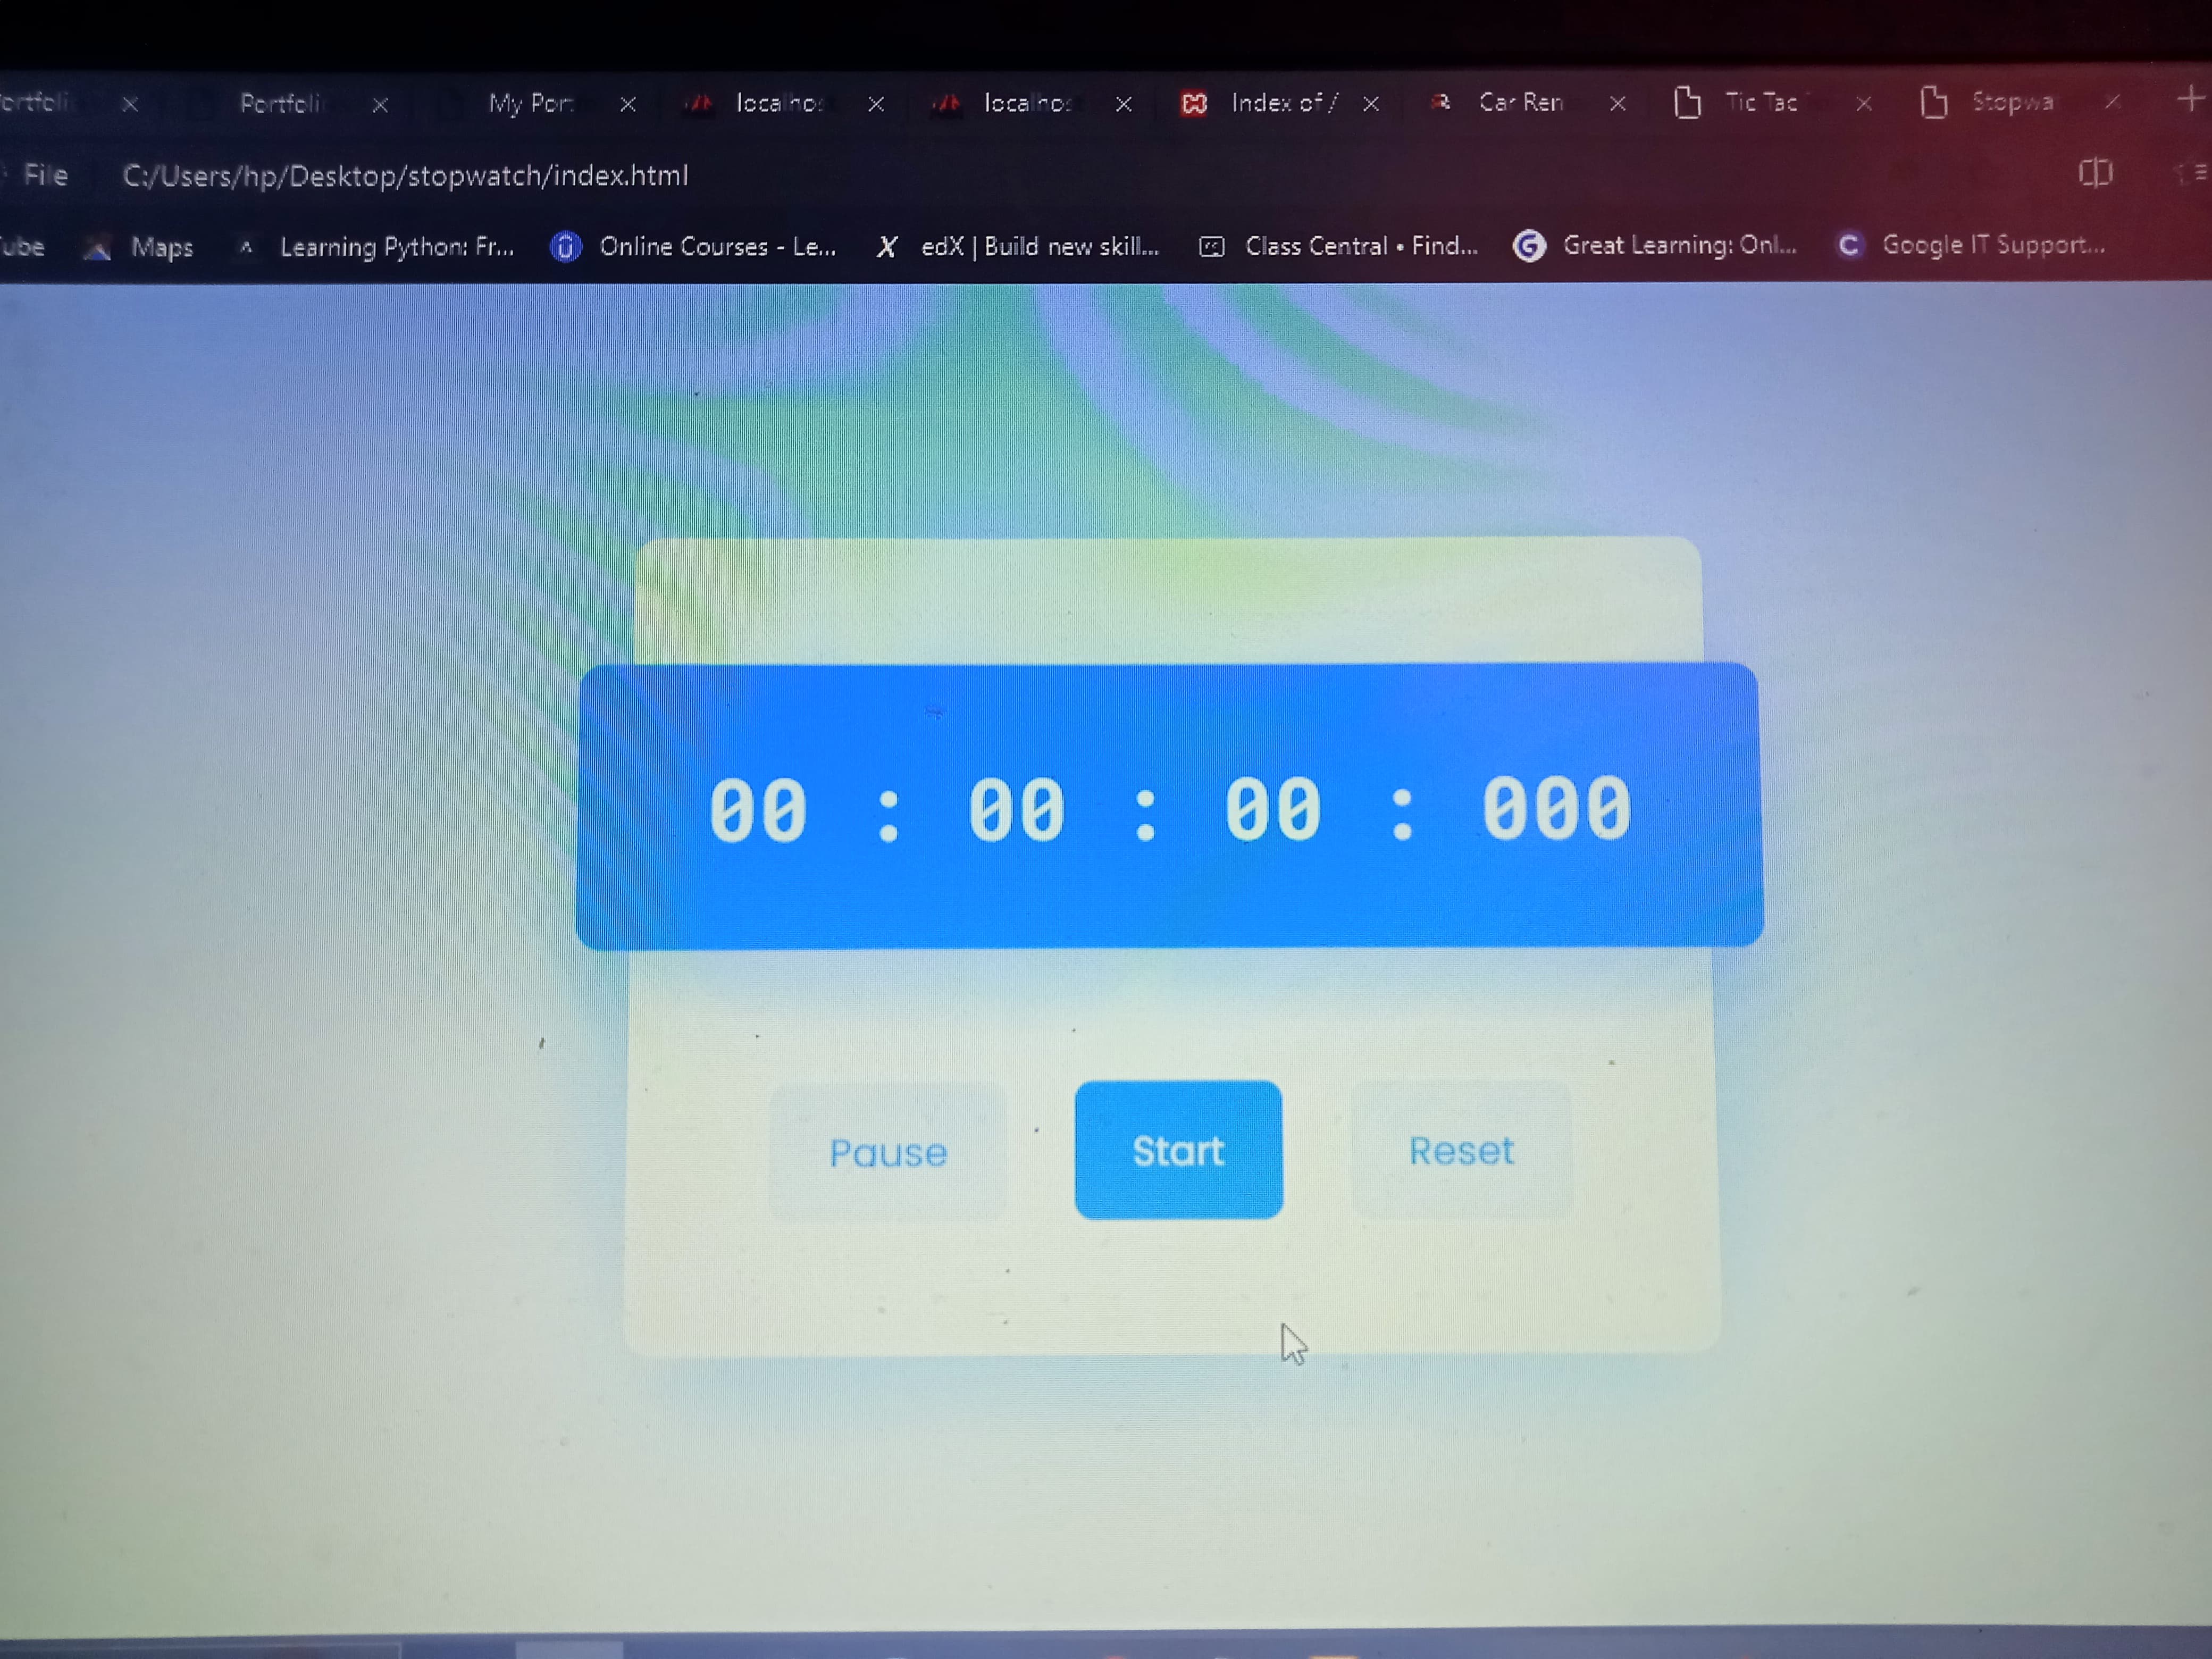 Portfoli My Por localhos localhos Index of / Car Ren Tic Tac Stopwa
File C:/Users/hp/Desktop/stopwatch/index.html
Maps Learning Python: Fr... Online Courses - Le... edX | Build new skill... Class Central • Find... Great Learning: Onl... Google IT Support...
00 : 00 : 00 : 000
Pause Start Reset